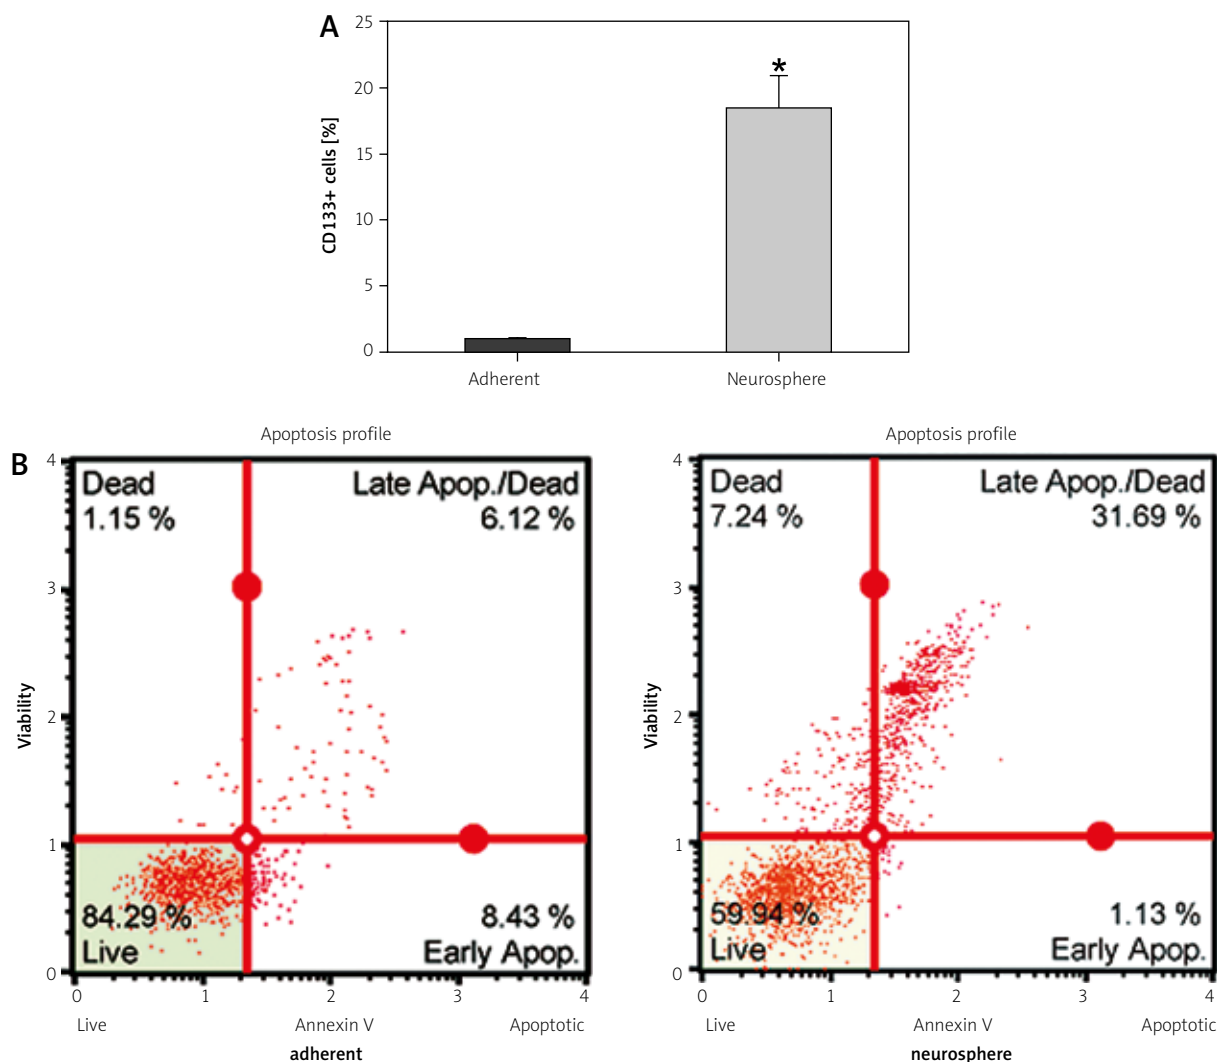 A
25
20
15
10
5
0
CD133+ cells [%]
*
Adherent
Neurosphere
B
Apoptosis profile
4
3
2
1
0
Viability
Dead
1.15 %
Late Apop./Dead
6.12 %
84.29 %
Live
8.43 %
Early Apop.
0 1 2 3 4
Live Annexin V Apoptotic
adherent
Apoptosis profile
4
3
2
1
0
Viability
Dead
7.24 %
Late Apop./Dead
31.69 %
59.94 %
Live
1.13 %
Early Apop.
0 1 2 3 4
Live Annexin V Apoptotic
neurosphere